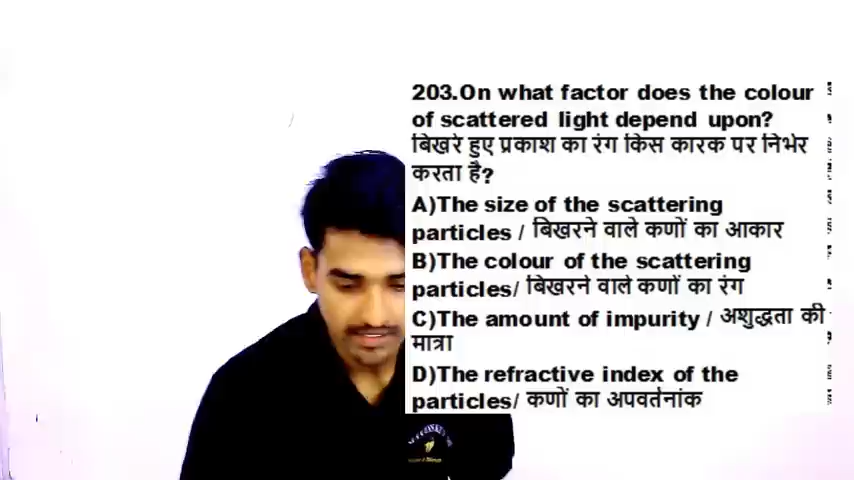 203.On what factor does the colour
of scattered light depend upon?
बिखरे हुए प्रकाश का रंग किस कारक पर निर्भर
करता है?
A)The size of the scattering
particles / बिखरने वाले कणों का आकार
B)The colour of the scattering
particles/ बिखरने वाले कणों का रंग
C)The amount of impurity / अशुद्धता की
मात्रा
D)The refractive index of the
particles/ कणों का अपवर्तनांक